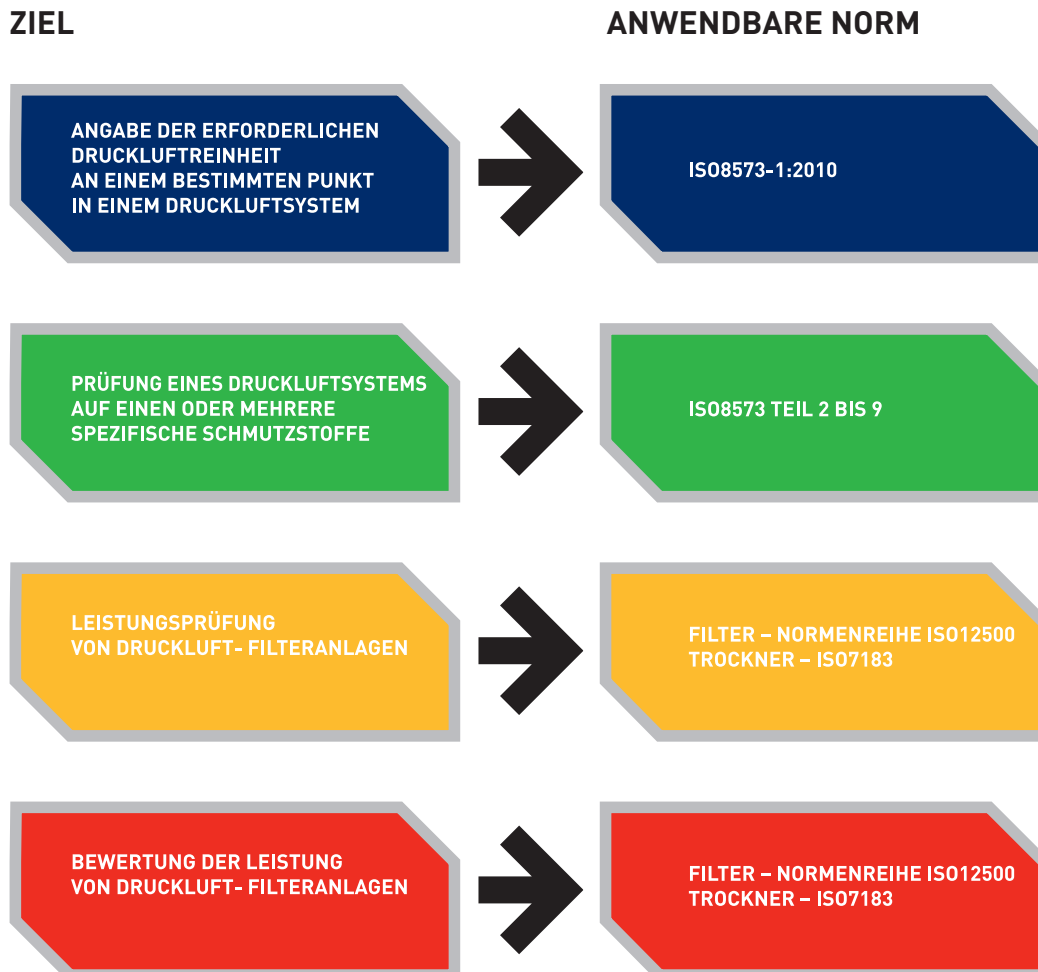 ZIEL
ANWENDBARE NORM
ANGABE DER ERFORDERLICHEN
DRUCKLUFTREINHEIT
AN EINEM BESTIMMTEN PUNKT
IN EINEM DRUCKLUFTSYSTEM
ISO8573-1:2010
PRÜFUNG EINES DRUCKLUFTSYSTEMS
AUF EINEN ODER MEHRERE
SPEZIFISCHE SCHMUTZSTOFFE
ISO8573 TEIL 2 BIS 9
LEISTUNGSPRÜFUNG
VON DRUCKLUFT- FILTERANLAGEN
FILTER – NORMENREIHE ISO12500
TROCKNER – ISO7183
BEWERTUNG DER LEISTUNG
VON DRUCKLUFT- FILTERANLAGEN
FILTER – NORMENREIHE ISO12500
TROCKNER – ISO7183